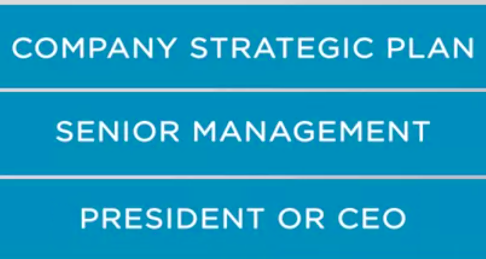 COMPANY STRATEGIC PLAN
SENIOR MANAGEMENT
PRESIDENT OR CEO